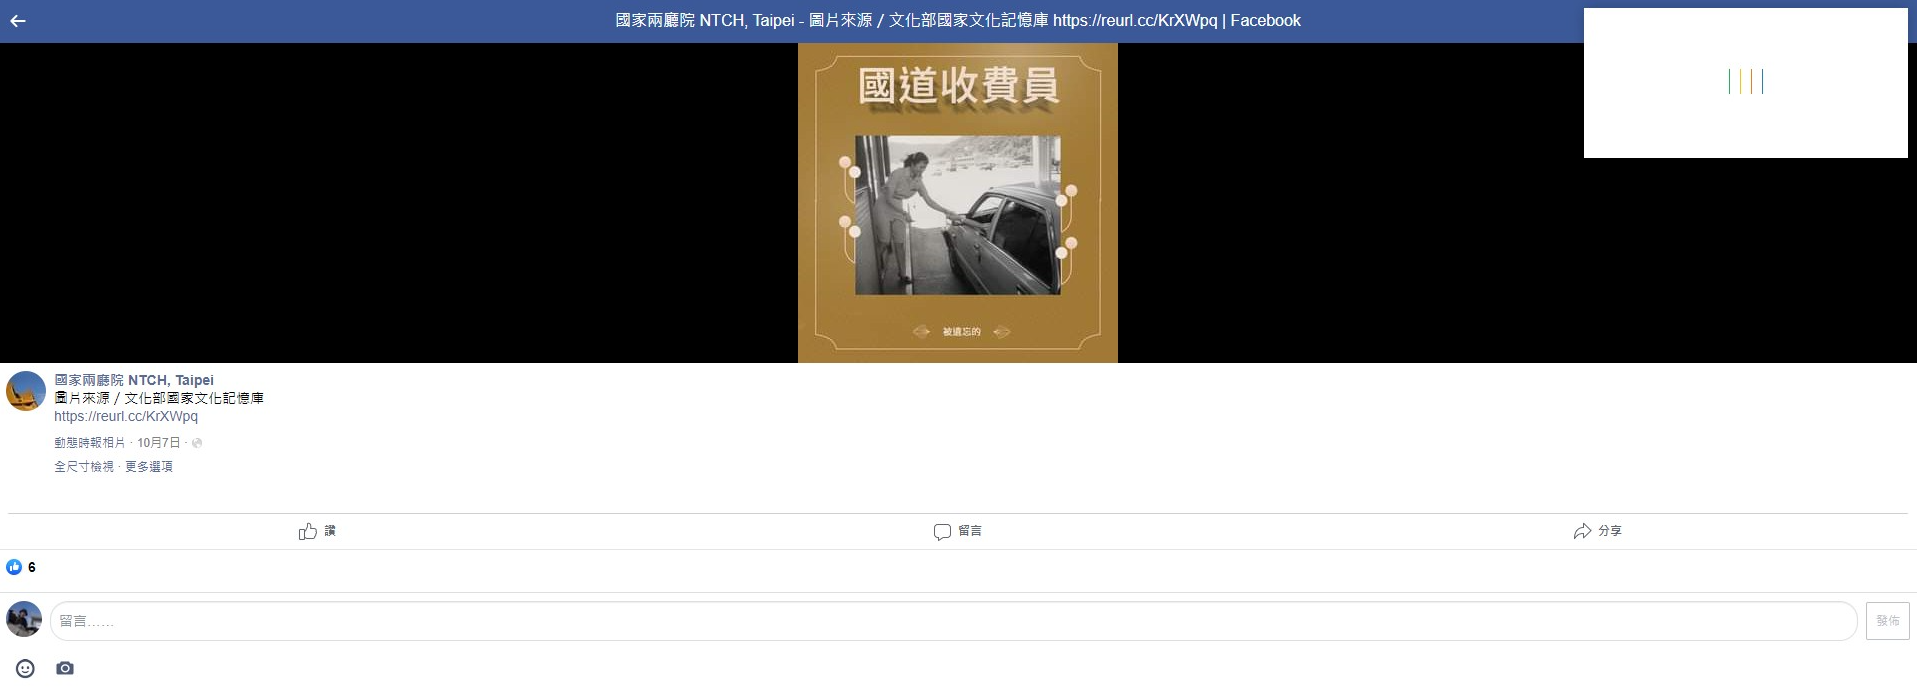 國家兩廳院 NTCH, Taipei - 圖片來源 / 文化部國家文化記憶庫 https://reurl.cc/KrXWpq | Facebook
國道收費員
被遺忘的
國家兩廳院 NTCH, Taipei
圖片來源 / 文化部國家文化記憶庫
https://reurl.cc/KrXWpq
動態時報相片 · 10月7日 ·
全尺寸檢視 · 更多選項
讚
留言
分享
6
留言……
發佈